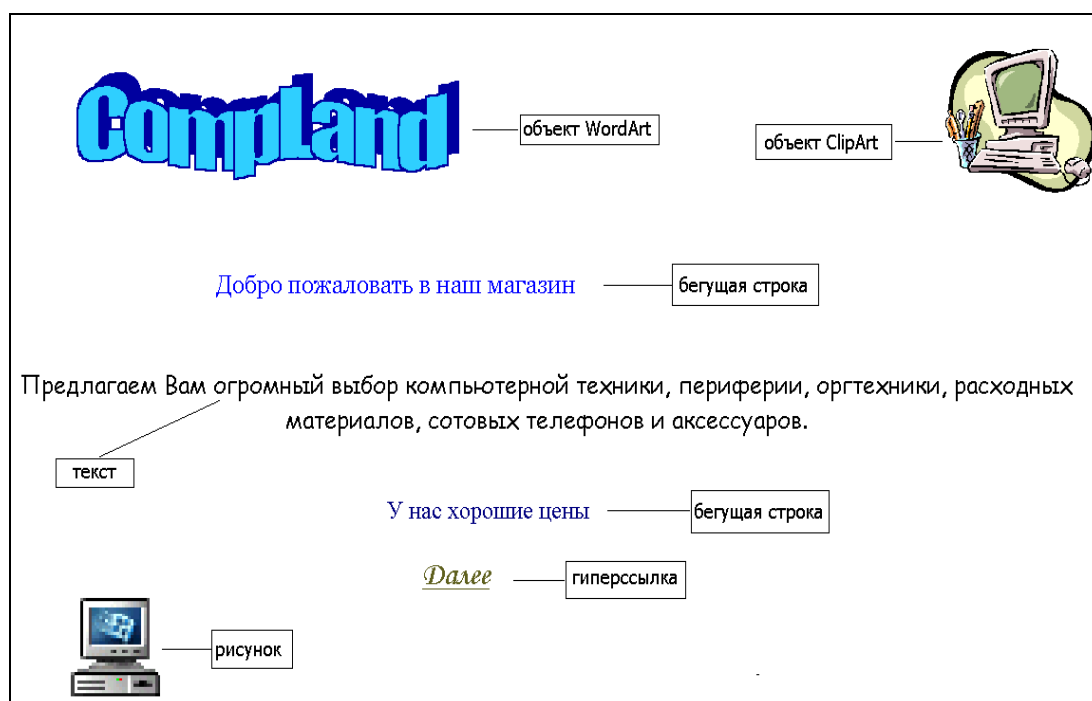 CompLand
объект WordArt
объект ClipArt
Добро пожаловать в наш магазин
бегущая строка
Предлагаем Вам огромный выбор компьютерной техники, периферии, оргтехники, расходных
материалов, сотовых телефонов и аксессуаров.
текст
У нас хорошие цены
бегущая строка
Далее
гиперссылка
рисунок